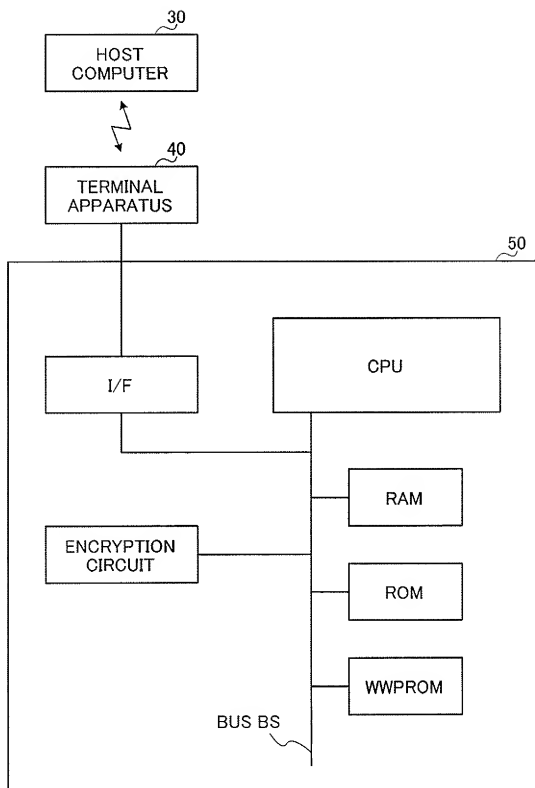 30
HOST
COMPUTER
40
TERMINAL
APPARATUS
50
I/F
CPU
RAM
ENCRYPTION
CIRCUIT
ROM
WWPROM
BUS BS